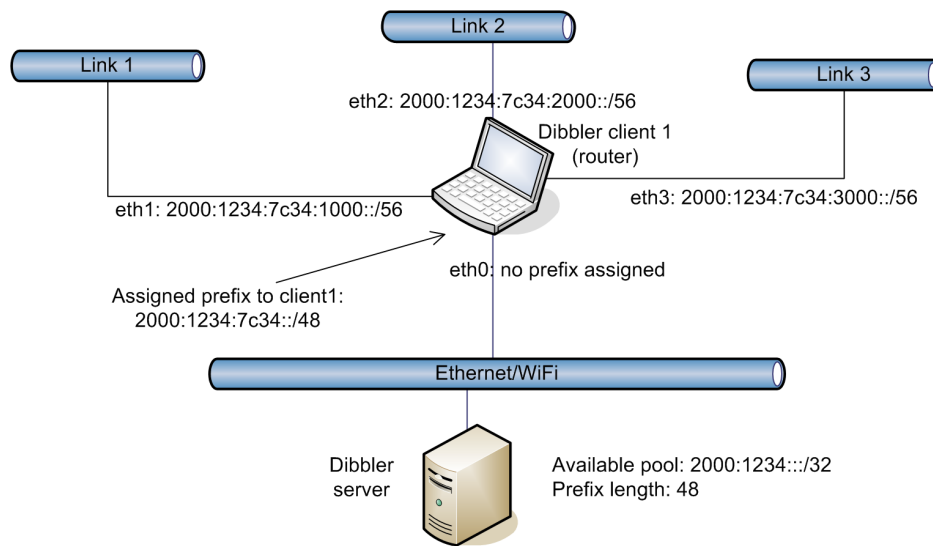 Link 2
Link 1
Link 3
eth2: 2000:1234:7c34:2000::/56
Dibbler client 1
(router)
eth1: 2000:1234:7c34:1000::/56
eth3: 2000:1234:7c34:3000::/56
eth0: no prefix assigned
Assigned prefix to client1:
2000:1234:7c34::/48
Ethernet/WiFi
Dibbler
server
Available pool: 2000:1234:::/32
Prefix length: 48